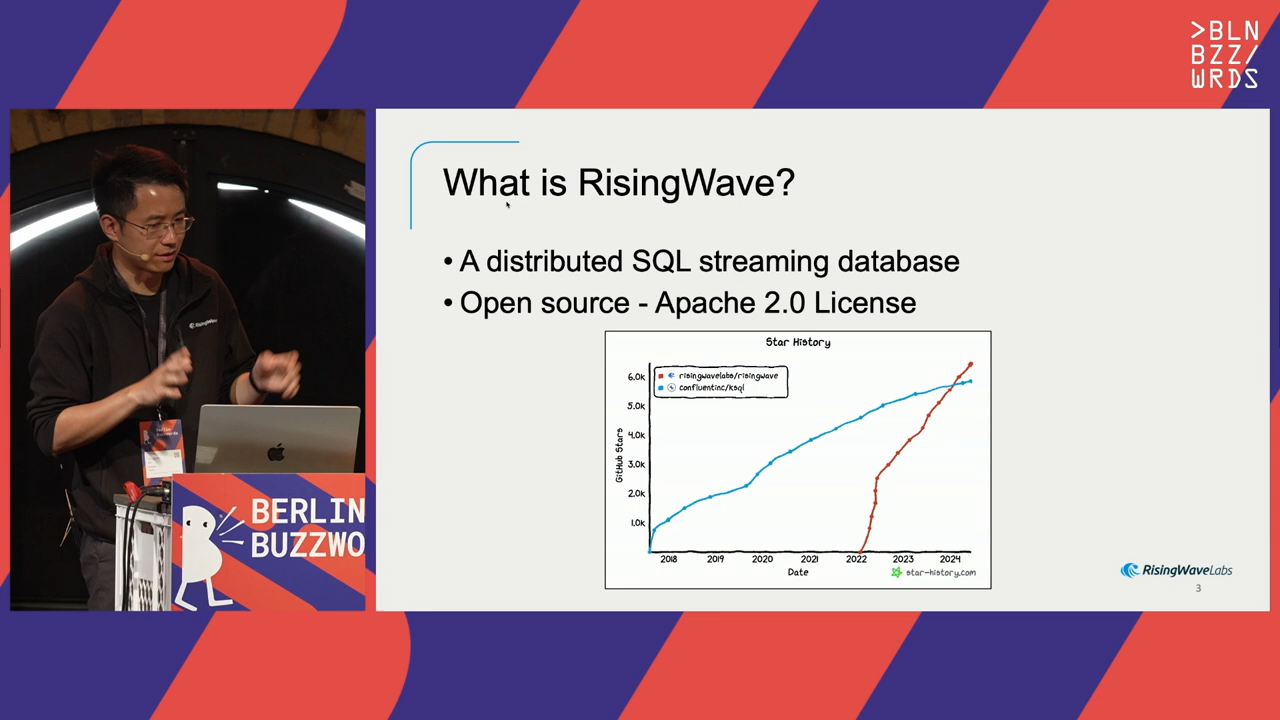 >BLN
BZZ/
WRDS
What is RisingWave?
• A distributed SQL streaming database
• Open source - Apache 2.0 License
Star History
risingwavelabs/risingwave
confluentinc/ksql
6.0k
5.0k
4.0k
3.0k
2.0k
1.0k
GitHub Stars
2018 2019 2020 2021 2022 2023 2024
Date
star-history.com
RisingWaveLabs
3
RisingWave
BERLIN
BUZZWO